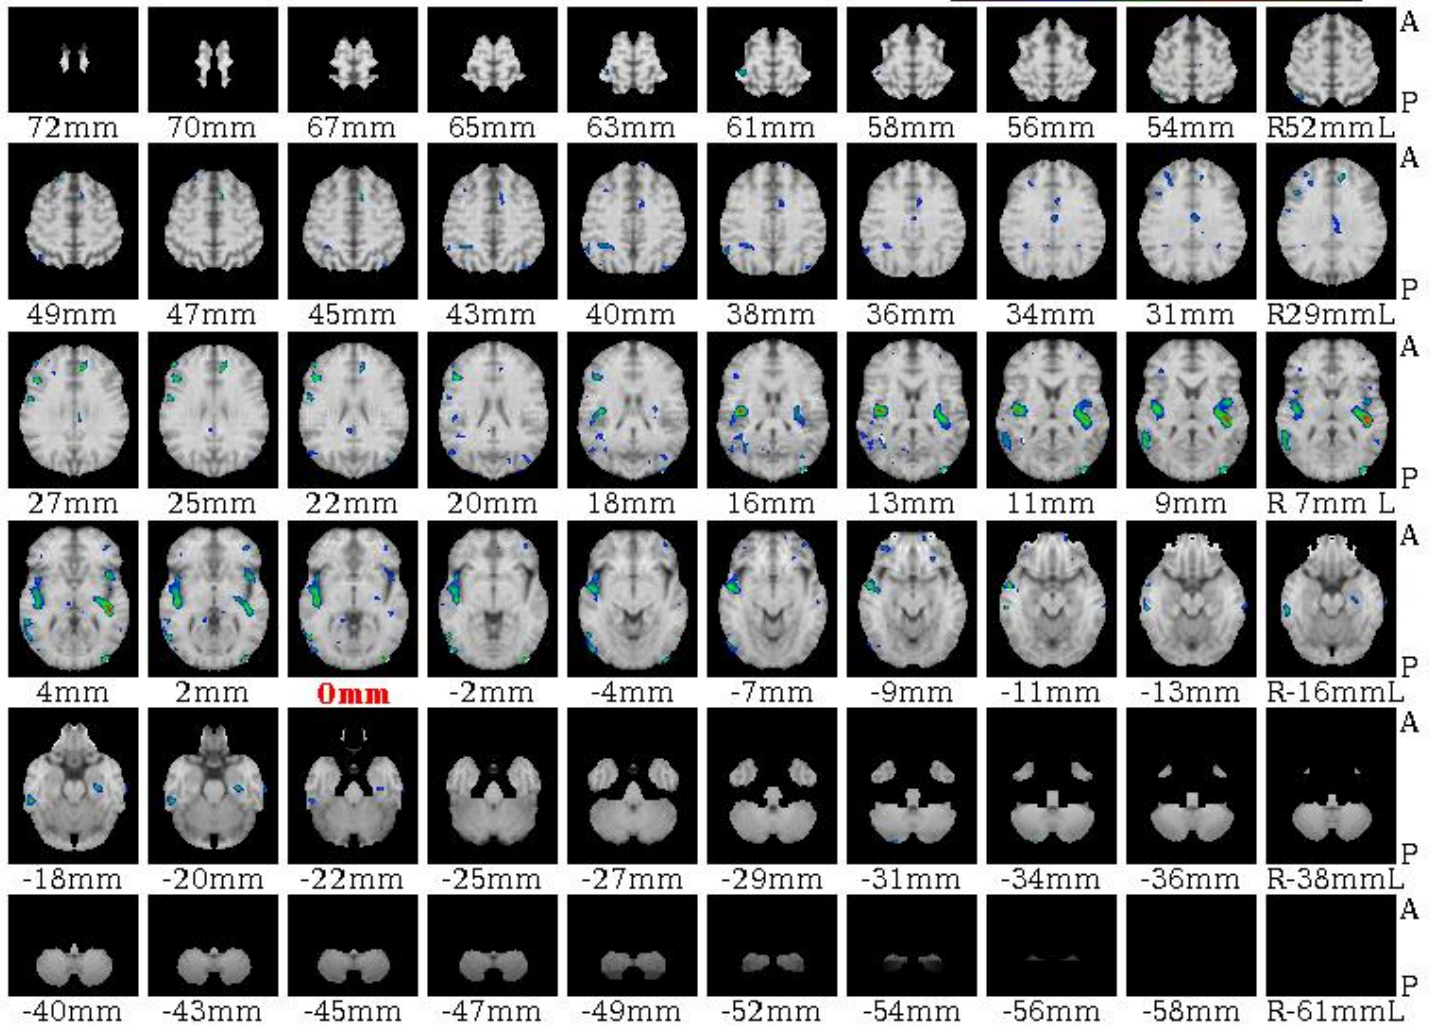 A
P
72mm 70mm 67mm 65mm 63mm 61mm 58mm 56mm 54mm R52mmL
A
P
49mm 47mm 45mm 43mm 40mm 38mm 36mm 34mm 31mm R29mmL
A
P
27mm 25mm 22mm 20mm 18mm 16mm 13mm 11mm 9mm R 7mm L
A
P
4mm 2mm 0mm -2mm -4mm -7mm -9mm -11mm -13mm R-16mmL
A
P
-18mm -20mm -22mm -25mm -27mm -29mm -31mm -34mm -36mm R-38mmL
A
P
-40mm -43mm -45mm -47mm -49mm -52mm -54mm -56mm -58mm R-61mmL